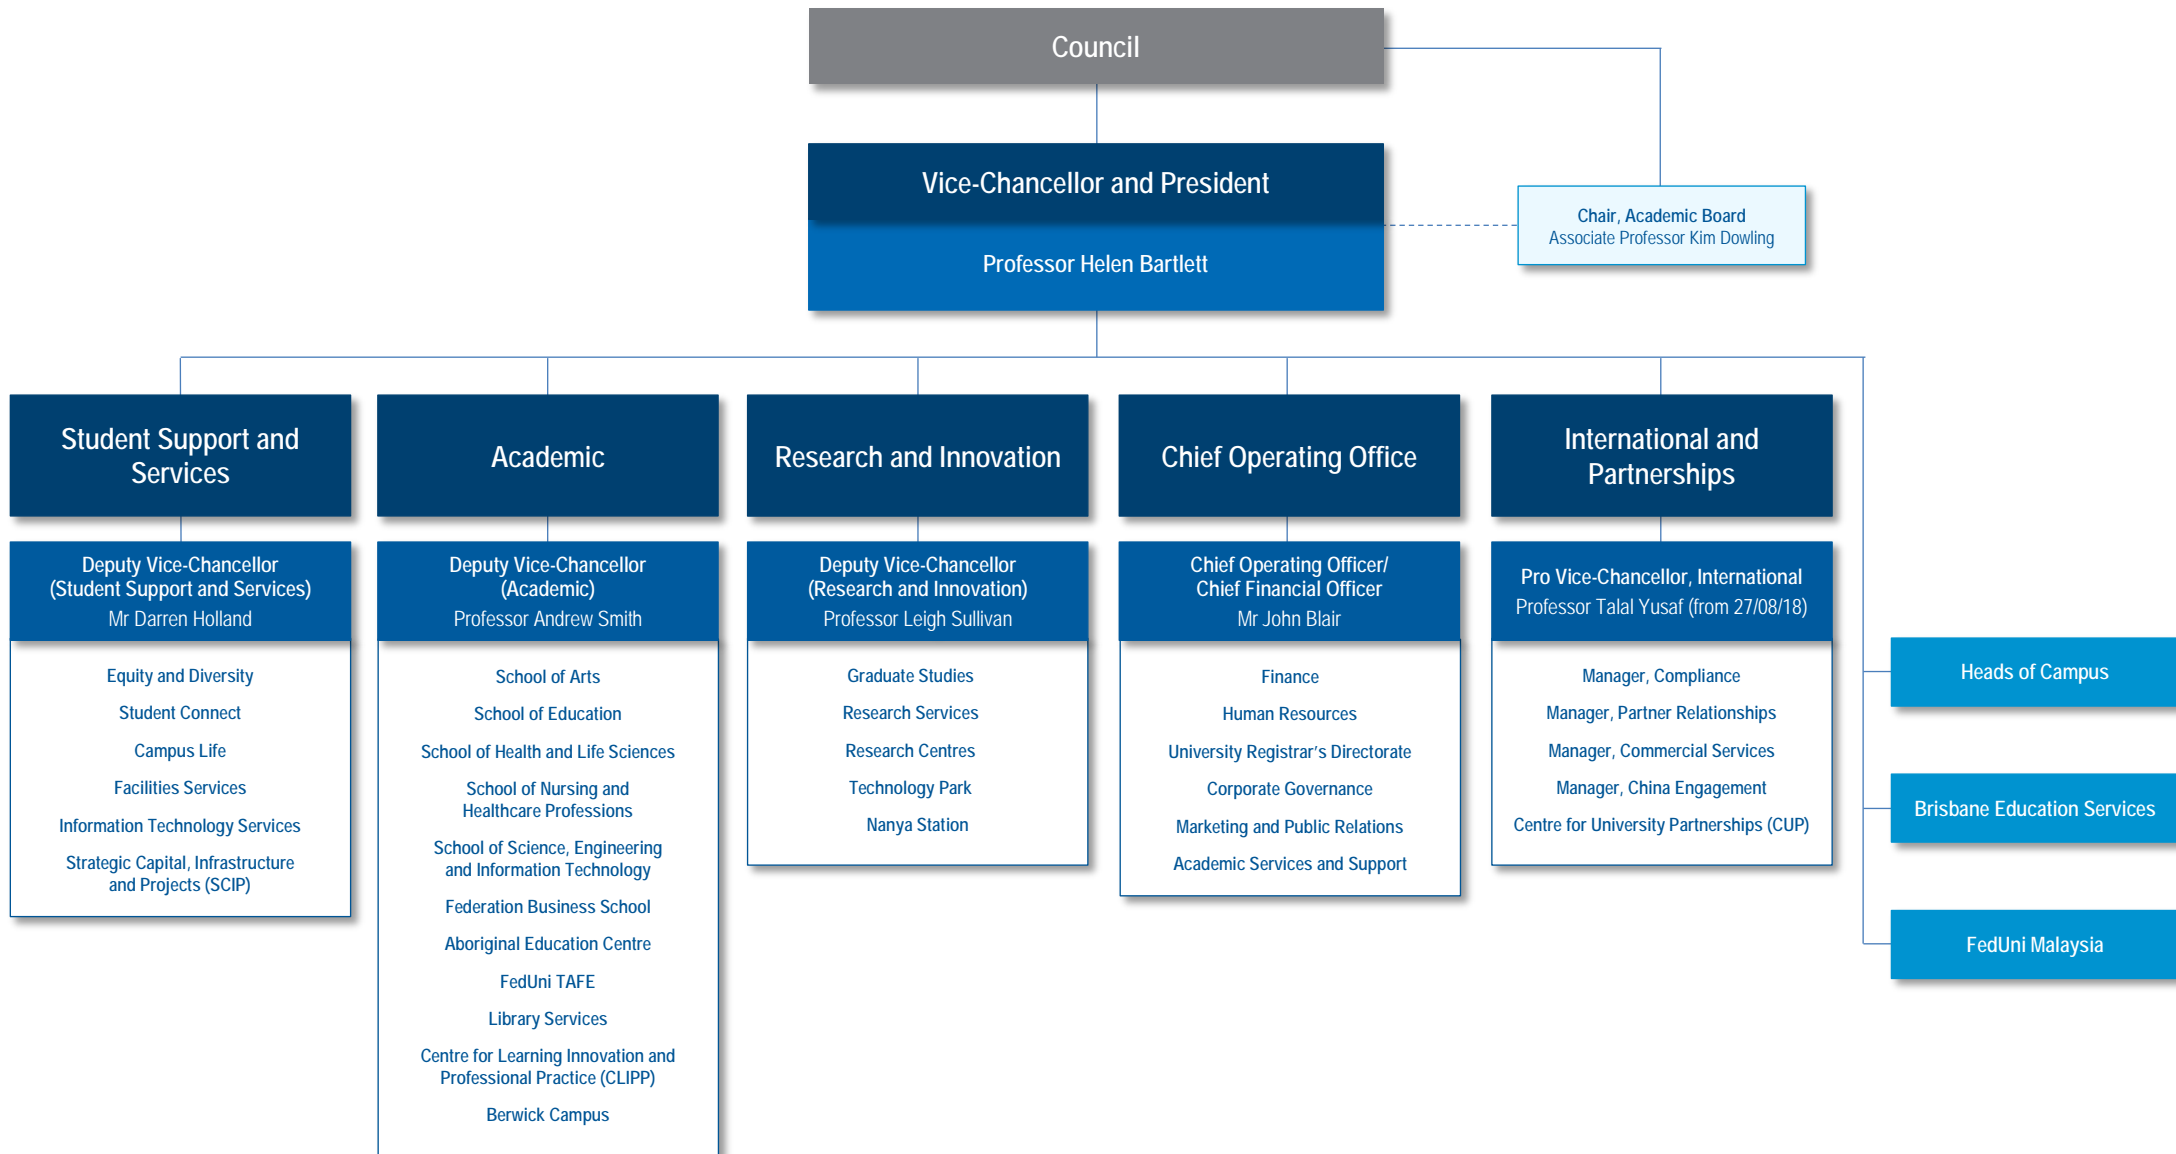 Council
Vice-Chancellor and President
Professor Helen Bartlett
Chair, Academic Board
Associate Professor Kim Dowling
Student Support and
Services
Deputy Vice-Chancellor
(Student Support and Services)
Mr Darren Holland
Equity and Diversity
Student Connect
Campus Life
Facilities Services
Information Technology Services
Strategic Capital, Infrastructure
and Projects (SCIP)
Academic
Deputy Vice-Chancellor
(Academic)
Professor Andrew Smith
School of Arts
School of Education
School of Health and Life Sciences
School of Nursing and
Healthcare Professions
School of Science, Engineering
and Information Technology
Federation Business School
Aboriginal Education Centre
FedUni TAFE
Library Services
Centre for Learning Innovation and
Professional Practice (CLIPP)
Berwick Campus
Research and Innovation
Deputy Vice-Chancellor
(Research and Innovation)
Professor Leigh Sullivan
Graduate Studies
Research Services
Research Centres
Technology Park
Nanya Station
Chief Operating Office
Chief Operating Officer/
Chief Financial Officer
Mr John Blair
Finance
Human Resources
University Registrar's Directorate
Corporate Governance
Marketing and Public Relations
Academic Services and Support
International and
Partnerships
Pro Vice-Chancellor, International
Professor Talal Yusaf (from 27/08/18)
Manager, Compliance
Manager, Partner Relationships
Manager, Commercial Services
Manager, China Engagement
Centre for University Partnerships (CUP)
Heads of Campus
Brisbane Education Services
FedUni Malaysia